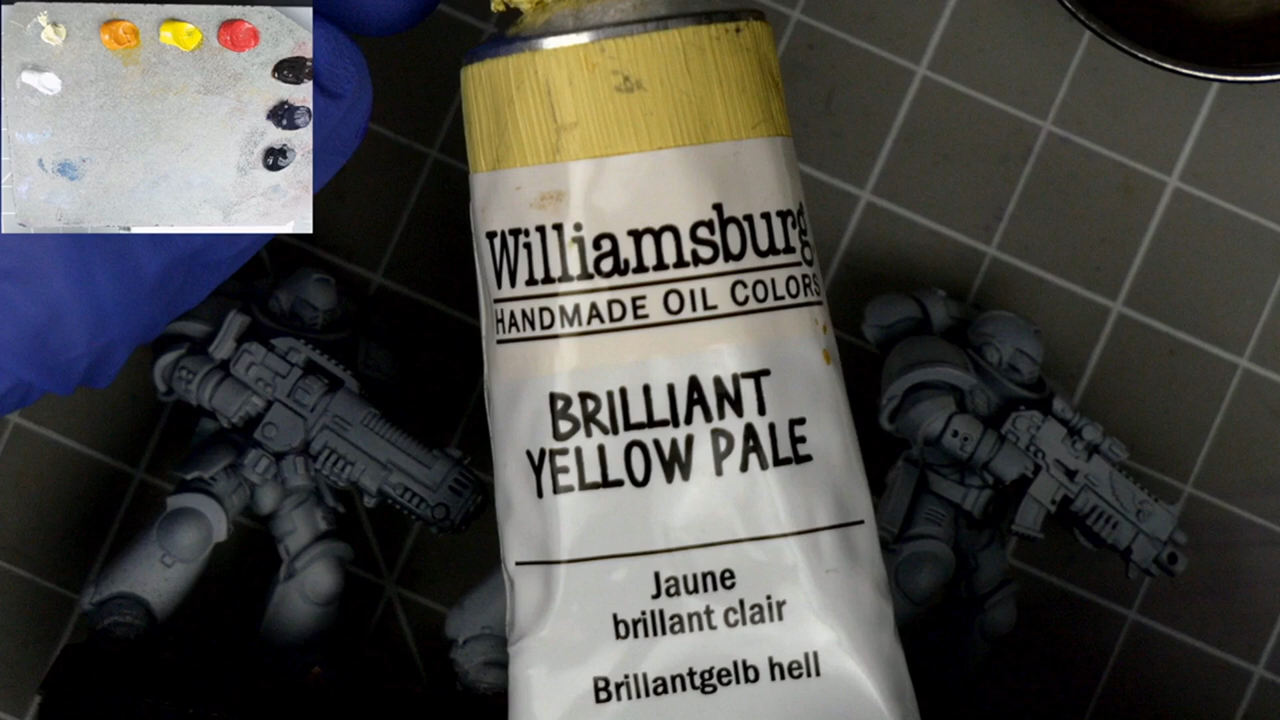 Williamsburg
HANDMADE OIL COLORS
BRILLIANT
YELLOW PALE
Jaune
brillant clair
Brillantgelb hell